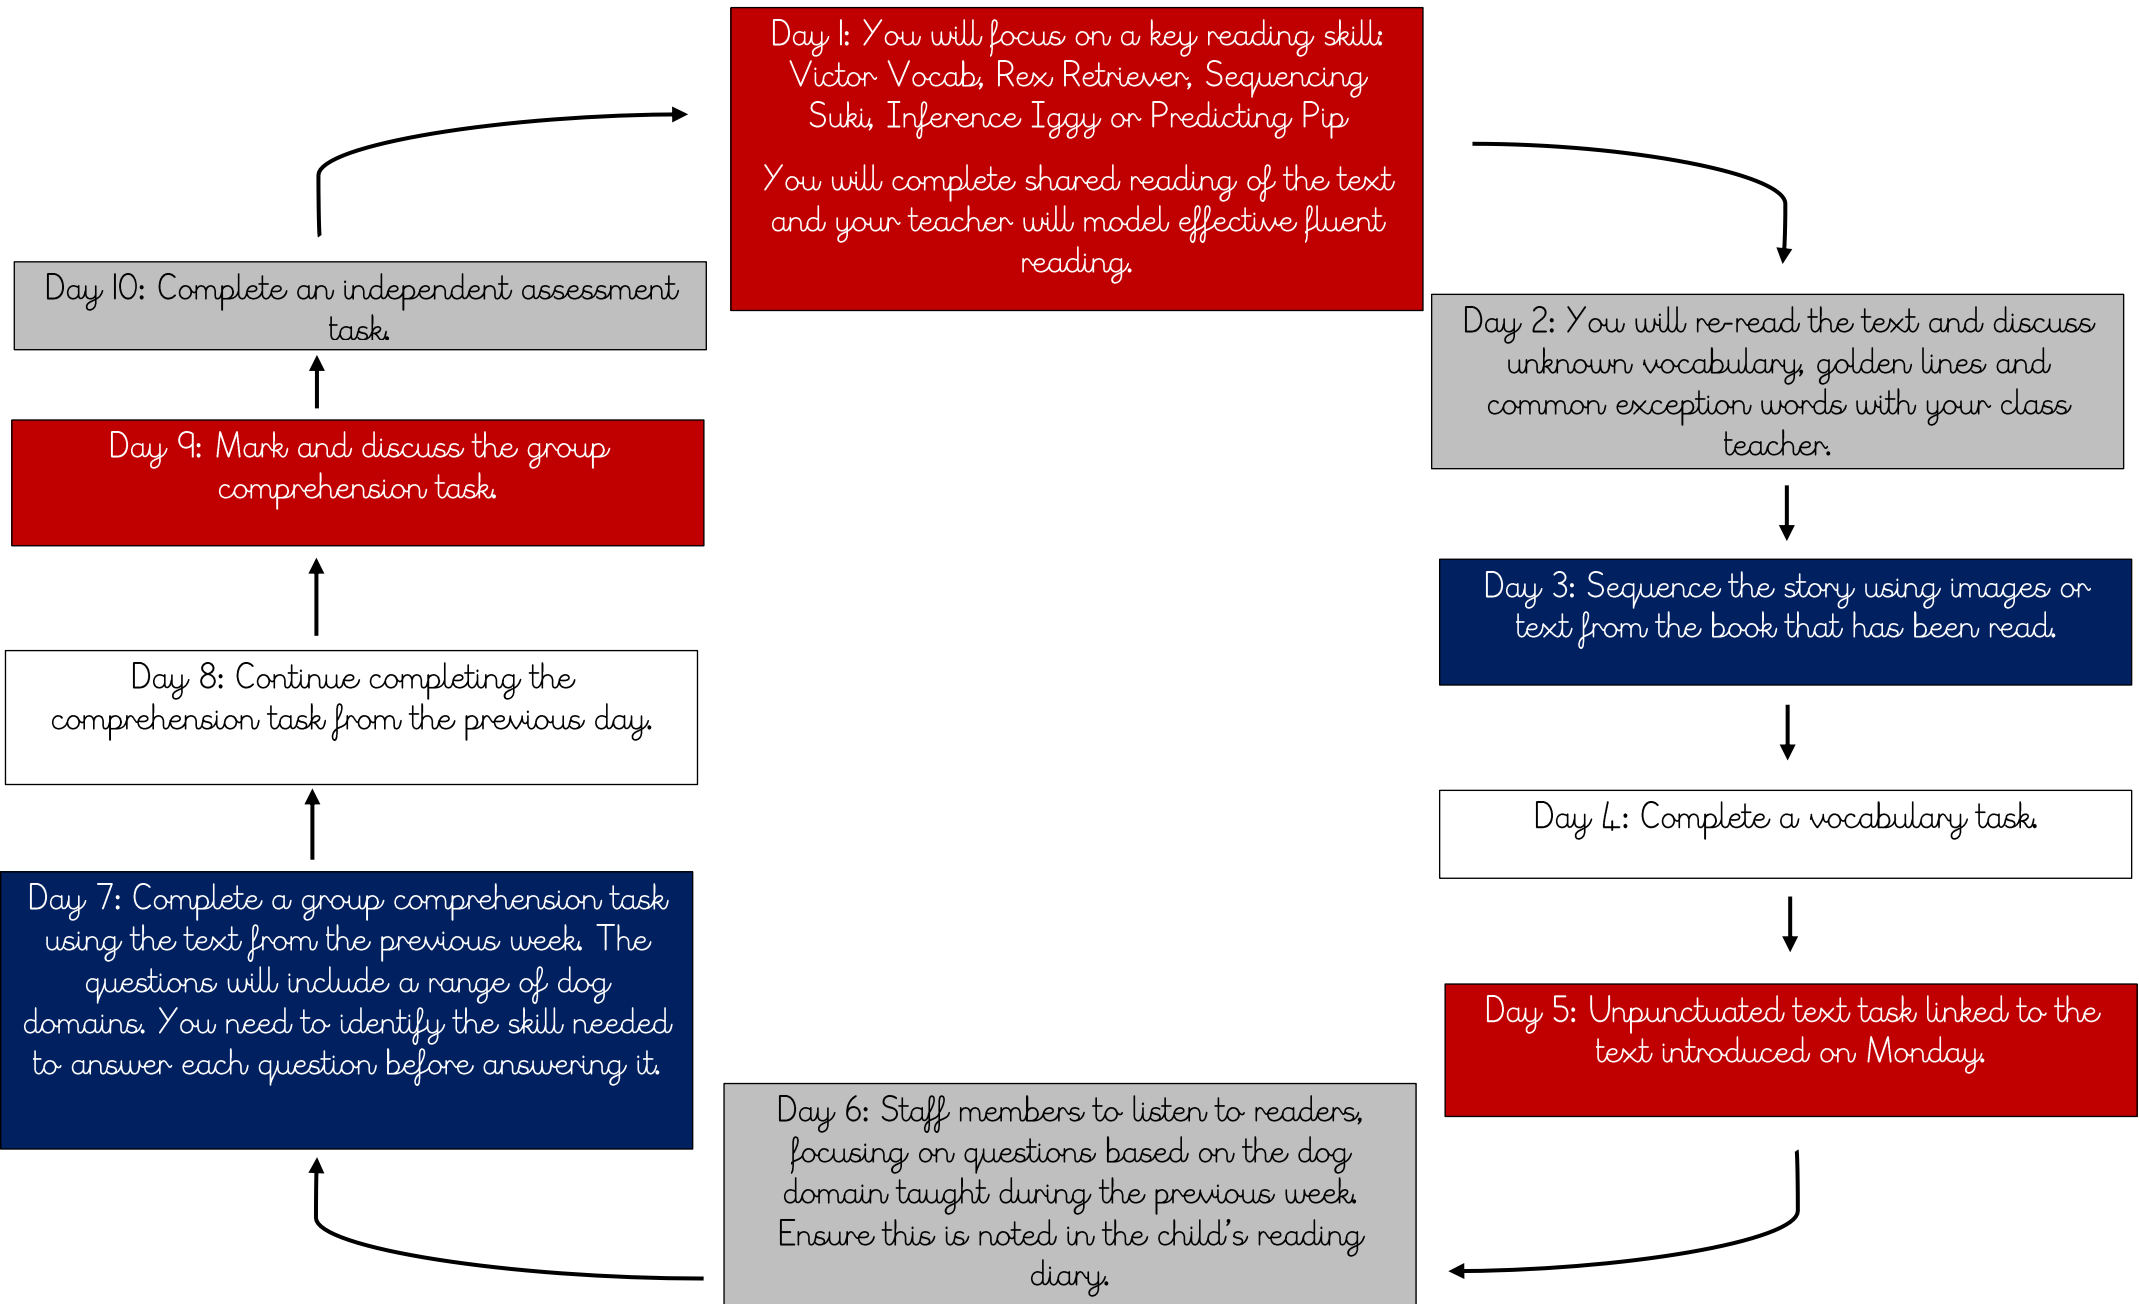 Day 1: You will focus on a key reading skill:
Victor Vocab, Rex Retriever, Sequencing
Suki, Inference Iggy or Predicting Pip
You will complete shared reading of the text
and your teacher will model effective fluent
reading.
Day 2: You will re-read the text and discuss
unknown vocabulary, golden lines and
common exception words with your class
teacher.
Day 3: Sequence the story using images or
text from the book that has been read.
Day 4: Complete a vocabulary task.
Day 5: Unpunctuated text task linked to the
text introduced on Monday.
Day 6: Staff members to listen to readers,
focusing on questions based on the dog
domain taught during the previous week.
Ensure this is noted in the child's reading
diary.
Day 7: Complete a group comprehension task
using the text from the previous week. The
questions will include a range of dog
domains. You need to identify the skill needed
to answer each question before answering it.
Day 8: Continue completing the
comprehension task from the previous day.
Day 9: Mark and discuss the group
comprehension task.
Day 10: Complete an independent assessment
task.